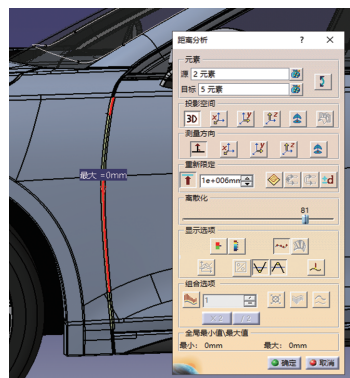 距离分析 ? ×
元素
源 2 元素
目标 5 元素
投影空间
3D
测量方向
最大 =0mm
重新限定
1e+006mm
±d
离散化
81
显示选项
组合选项
1
全局最小值\最大值
最小: 0mm 最大: 0mm
确定 取消